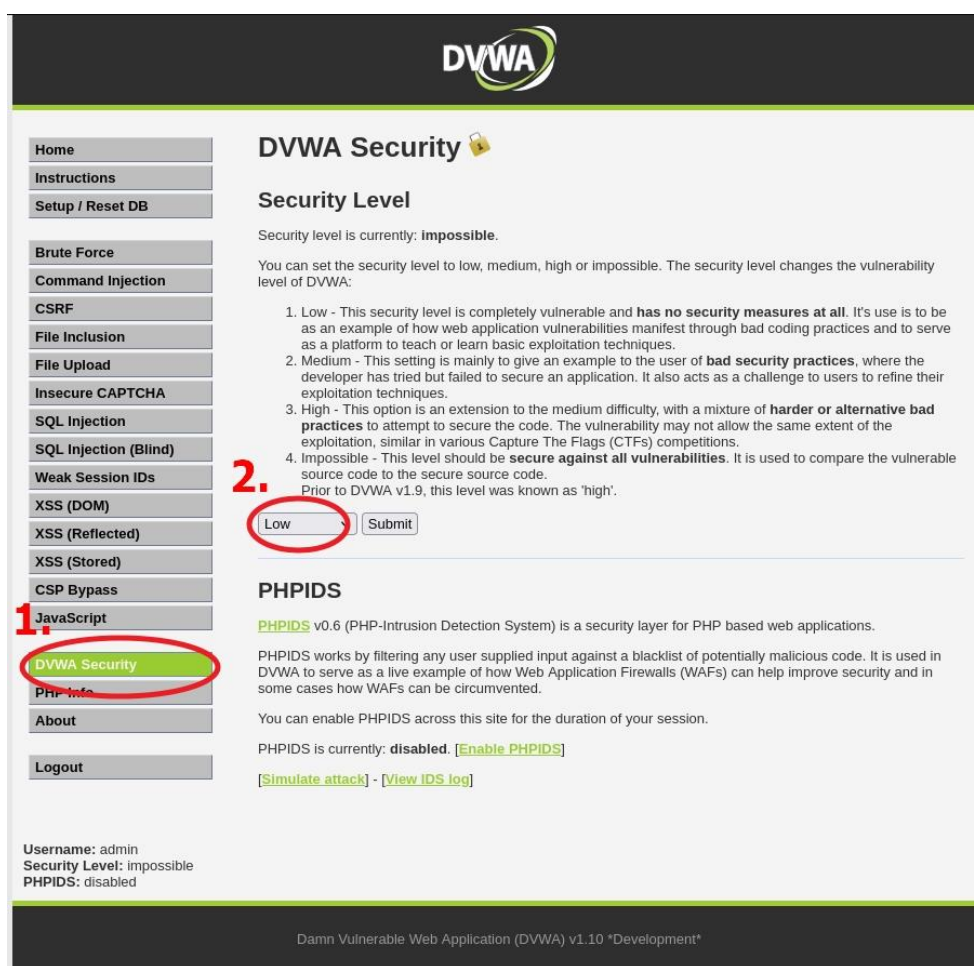 DVWA
Home
Instructions
Setup / Reset DB
Brute Force
Command Injection
CSRF
File Inclusion
File Upload
Insecure CAPTCHA
SQL Injection
SQL Injection (Blind)
Weak Session IDs
XSS (DOM)
XSS (Reflected)
XSS (Stored)
CSP Bypass
1.
JavaScript
DVWA Security
PHP Info
About
Logout
Username: admin
Security Level: impossible
PHPIDS: disabled
DVWA Security
Security Level
Security level is currently: impossible.
You can set the security level to low, medium, high or impossible. The security level changes the vulnerability
level of DVWA:
1. Low - This security level is completely vulnerable and has no security measures at all. It's use is to be
as an example of how web application vulnerabilities manifest through bad coding practices and to serve
as a platform to teach or learn basic exploitation techniques.
2. Medium - This setting is mainly to give an example to the user of bad security practices, where the
developer has tried but failed to secure an application. It also acts as a challenge to users to refine their
exploitation techniques.
3. High - This option is an extension to the medium difficulty, with a mixture of harder or alternative bad
practices to attempt to secure the code. The vulnerability may not allow the same extent of the
exploitation, similar in various Capture The Flags (CTFs) competitions.
4. Impossible - This level should be secure against all vulnerabilities. It is used to compare the vulnerable
source code to the secure source code.
Prior to DVWA v1.9, this level was known as 'high'.
2.
Low Submit
PHPIDS
PHPIDS v0.6 (PHP-Intrusion Detection System) is a security layer for PHP based web applications.
PHPIDS works by filtering any user supplied input against a blacklist of potentially malicious code. It is used in
DVWA to serve as a live example of how Web Application Firewalls (WAFs) can help improve security and in
some cases how WAFs can be circumvented.
You can enable PHPIDS across this site for the duration of your session.
PHPIDS is currently: disabled. [Enable PHPIDS]
[Simulate attack] - [View IDS log]
Damn Vulnerable Web Application (DVWA) v1.10 *Development*